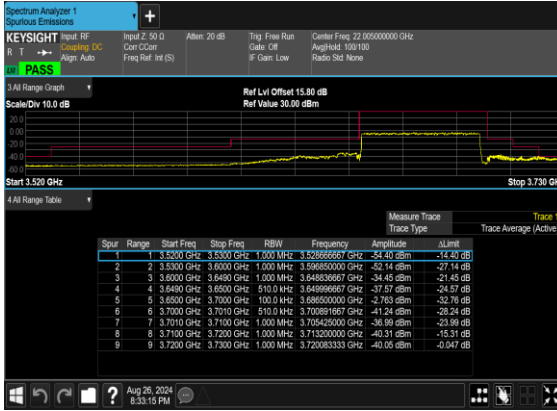 Spectrum Analyzer 1
Spurious Emissions
+
KEYSIGHT Input: RF Input Z: 50 Ω Atten: 20 dB Trig: Free Run Center Freq: 22.005000000 GHz
R T Coupling: DC Corr CCorr Gate: Off Avg|Hold: 100/100
Align: Auto Freq Ref: Int (S) IF Gain: Low Radio Std: None
PASS
3 All Range Graph Ref Lvl Offset 15.80 dB
Scale/Div 10.0 dB Ref Value 30.00 dBm
20.0
0.00
-20.0
-40.0
-60.0
Start 3.520 GHz Stop 3.730 GH
4 All Range Table
Measure Trace Trace 1
Trace Type Trace Average (Active
Spur Range Start Freq Stop Freq RBW Frequency Amplitude ΔLimit
1 1 3.5200 GHz 3.5300 GHz 1.000 MHz 3.528666667 GHz -54.40 dBm -14.40 dB
2 2 3.5300 GHz 3.6000 GHz 1.000 MHz 3.596850000 GHz -52.14 dBm -27.14 dB
3 3 3.6000 GHz 3.6490 GHz 1.000 MHz 3.648836667 GHz -34.45 dBm -21.45 dB
4 4 3.6490 GHz 3.6500 GHz 510.0 kHz 3.649996667 GHz -37.57 dBm -24.57 dB
5 5 3.6500 GHz 3.7000 GHz 100.0 kHz 3.686500000 GHz -2.763 dBm -32.76 dB
6 6 3.7000 GHz 3.7010 GHz 510.0 kHz 3.700891667 GHz -41.24 dBm -28.24 dB
7 7 3.7010 GHz 3.7100 GHz 1.000 MHz 3.705425000 GHz -36.99 dBm -23.99 dB
8 8 3.7100 GHz 3.7200 GHz 1.000 MHz 3.713200000 GHz -40.31 dBm -15.31 dB
9 9 3.7200 GHz 3.7300 GHz 1.000 MHz 3.720083333 GHz -40.05 dBm -0.047 dB
? Aug 26, 2024
8:33:15 PM